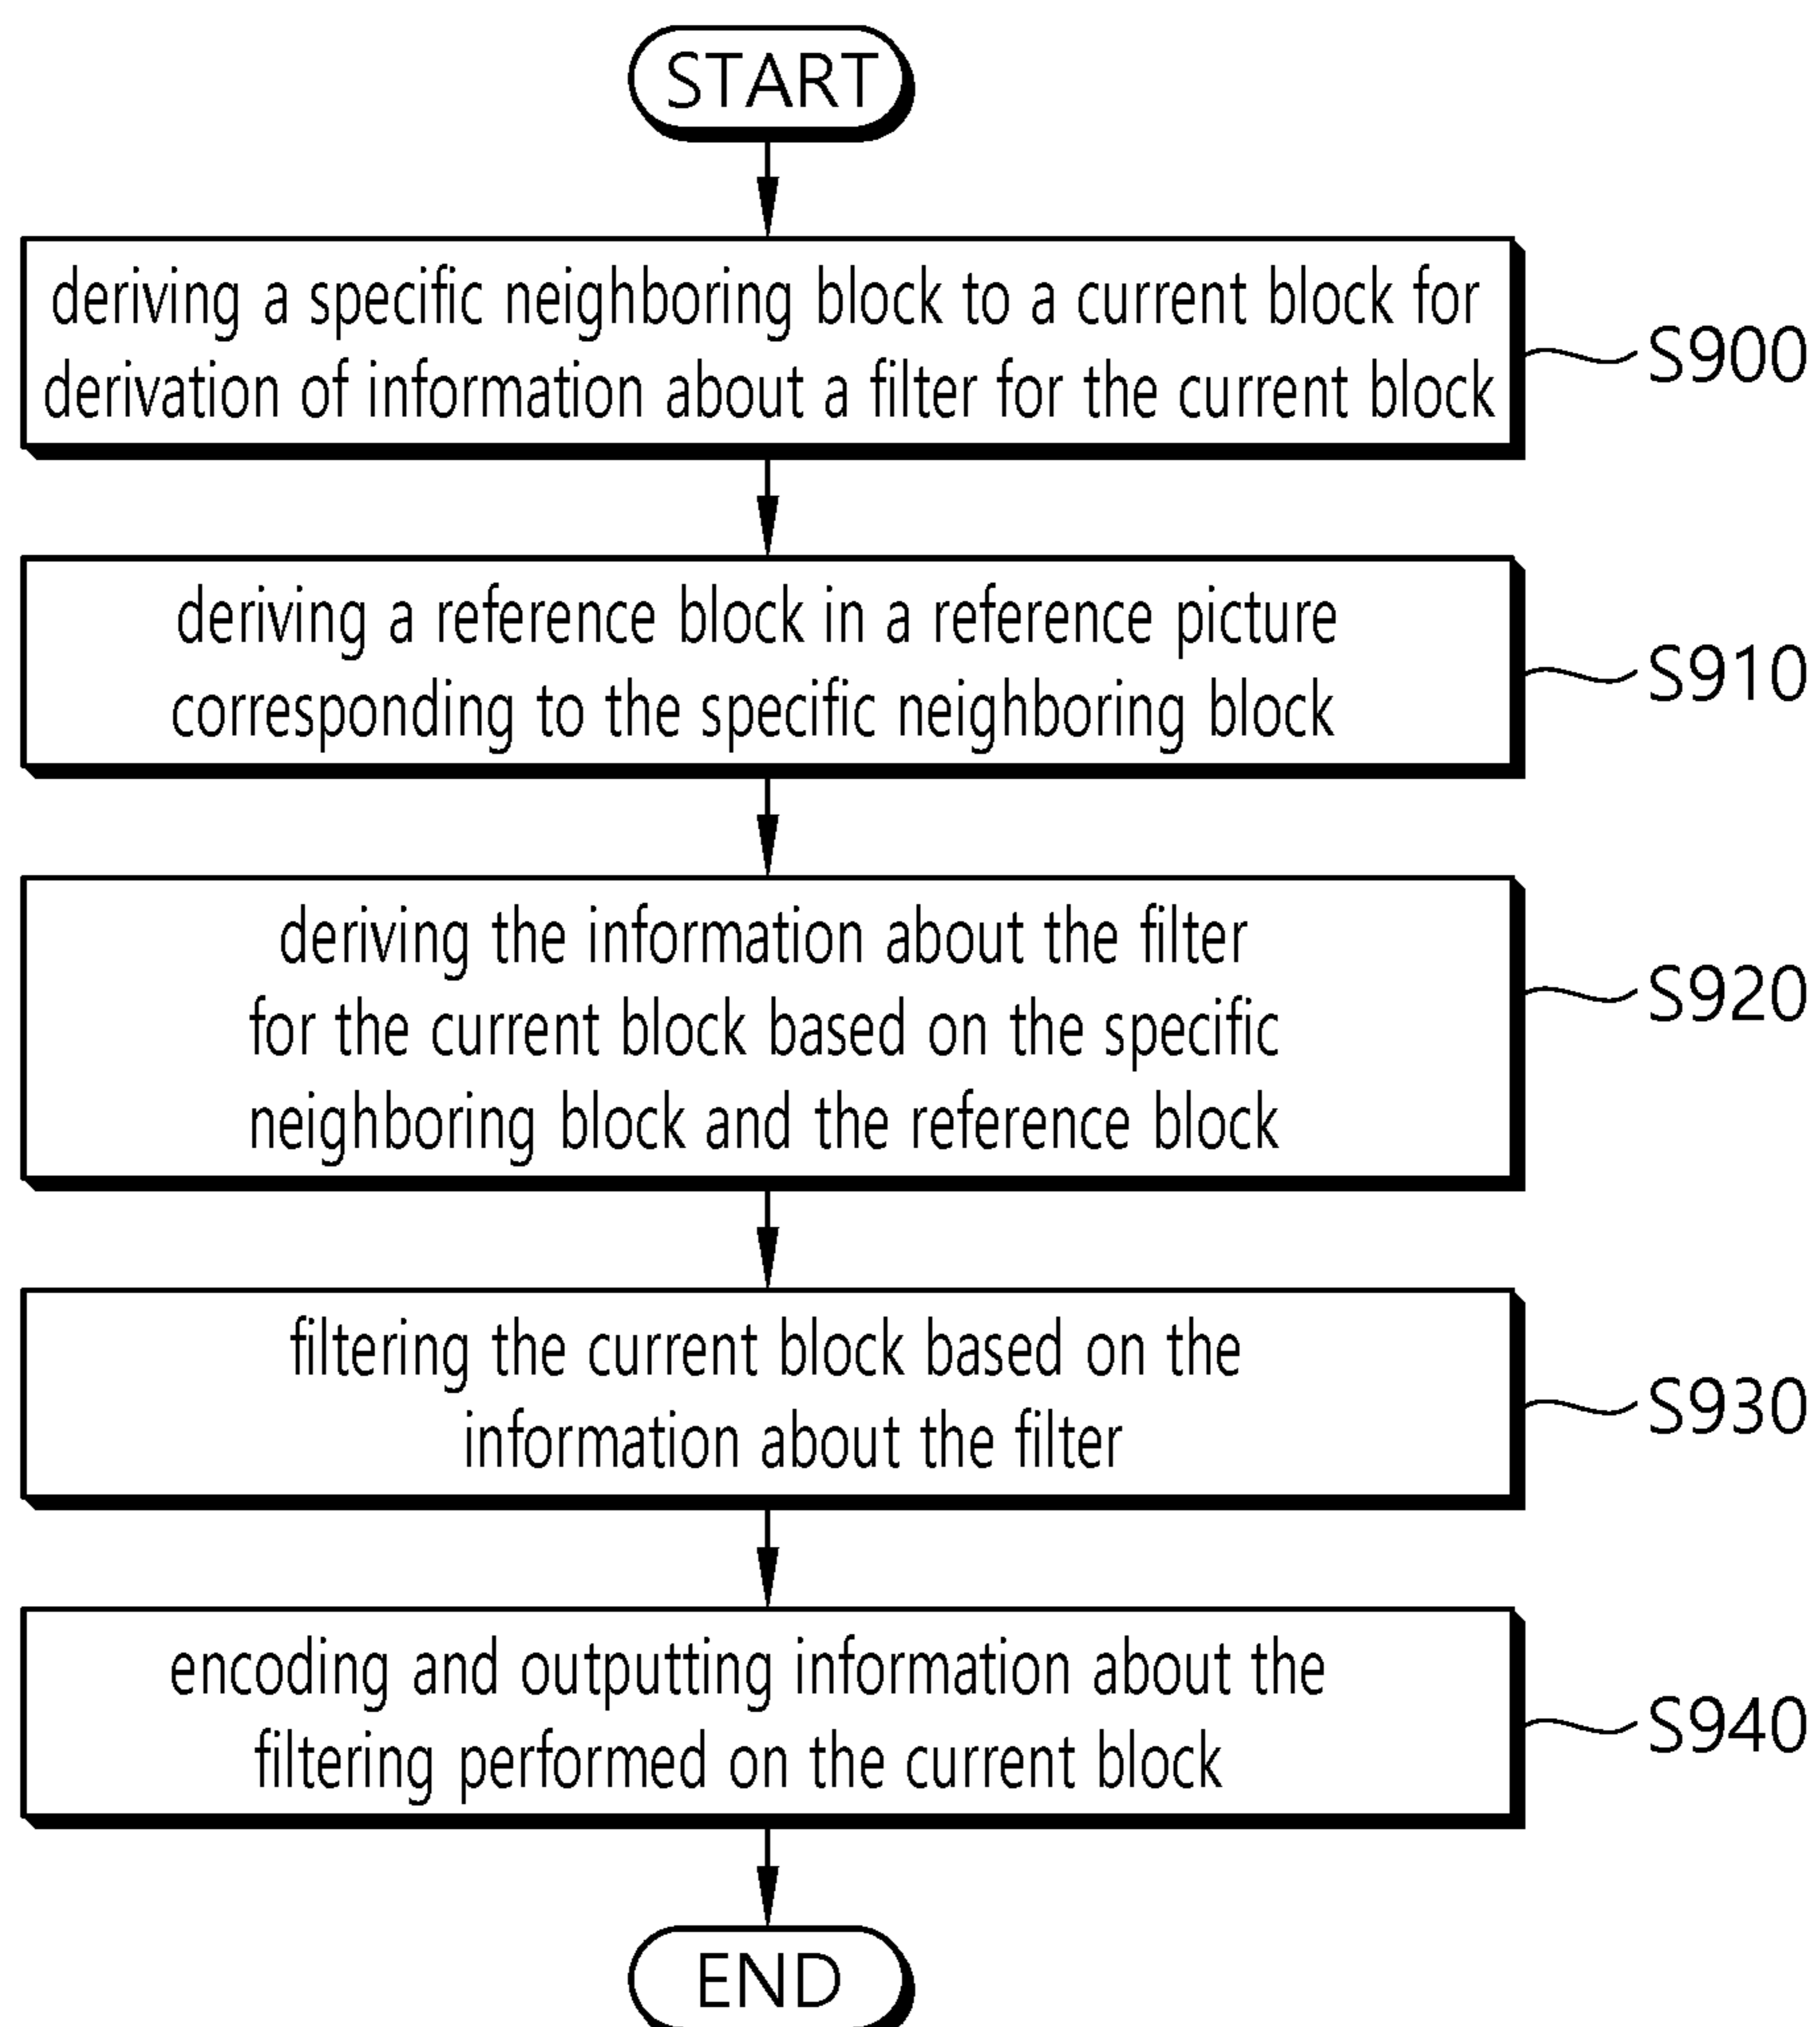 START
deriving a specific neighboring block to a current block for
derivation of information about a filter for the current block
S900
deriving a reference block in a reference picture
corresponding to the specific neighboring block
S910
deriving the information about the filter
for the current block based on the specific
neighboring block and the reference block
S920
filtering the current block based on the
information about the filter
S930
encoding and outputting information about the
filtering performed on the current block
S940
END